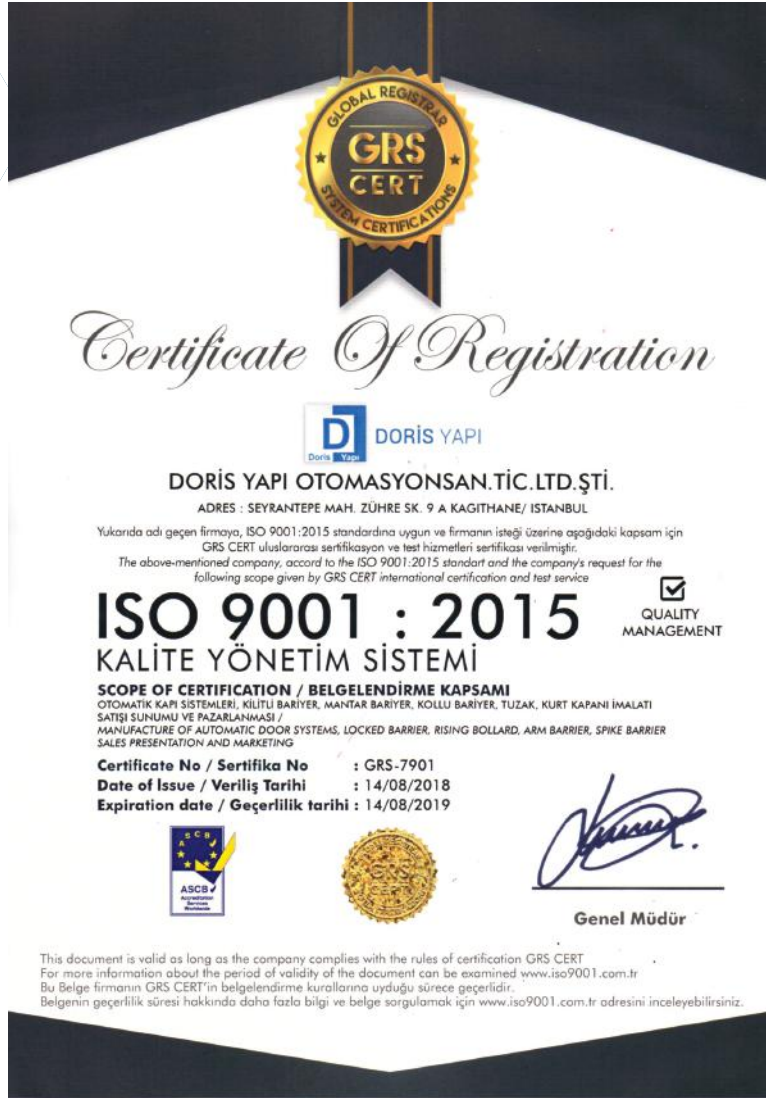 GLOBAL REGISTRAR
GRS
CERT
SYSTEM CERTIFICATIONS
Certificate Of Registration
D
Doris Yapı
DORİS YAPI
DORİS YAPI OTOMASYONSAN.TİC.LTD.ŞTİ.
ADRES : SEYRANTEPE MAH. ZÜHRE SK. 9 A KAGITHANE/ ISTANBUL
Yukarıda adı geçen firmaya, ISO 9001:2015 standardına uygun ve firmanın isteği üzerine aşağıdaki kapsam için
GRS CERT uluslararası sertifikasyon ve test hizmetleri sertifikası verilmiştir.
The above-mentioned company, accord to the ISO 9001:2015 standart and the company's request for the
following scope given by GRS CERT international certification and test service
ISO 9001 : 2015
QUALITY
MANAGEMENT
KALİTE YÖNETİM SİSTEMİ
SCOPE OF CERTIFICATION / BELGELENDİRME KAPSAMI
OTOMATİK KAPI SİSTEMLERİ, KİLİTLİ BARİYER, MANTAR BARİYER, KOLLU BARİYER, TUZAK, KURT KAPANI İMALATI
SATIŞI SUNUMU VE PAZARLANMASI /
MANUFACTURE OF AUTOMATIC DOOR SYSTEMS, LOCKED BARRIER, RISING BOLLARD, ARM BARRIER, SPIKE BARRIER
SALES PRESENTATION AND MARKETING
Certificate No / Sertifika No : GRS-7901
Date of Issue / Veriliş Tarihi : 14/08/2018
Expiration date / Geçerlilik tarihi : 14/08/2019
ASCB
ASCB
Accreditation
Services
Worldwide
GRS
CERT
Genel Müdür
This document is valid as long as the company complies with the rules of certification GRS CERT
For more information about the period of validity of the document can be examined www.iso9001.com.tr
Bu Belge firmanın GRS CERT'in belgelendirme kurallarına uyduğu sürece geçerlidir.
Belgenin geçerlilik süresi hakkında daha fazla bilgi ve belge sorgulamak için www.iso9001.com.tr adresini inceleyebilirsiniz.